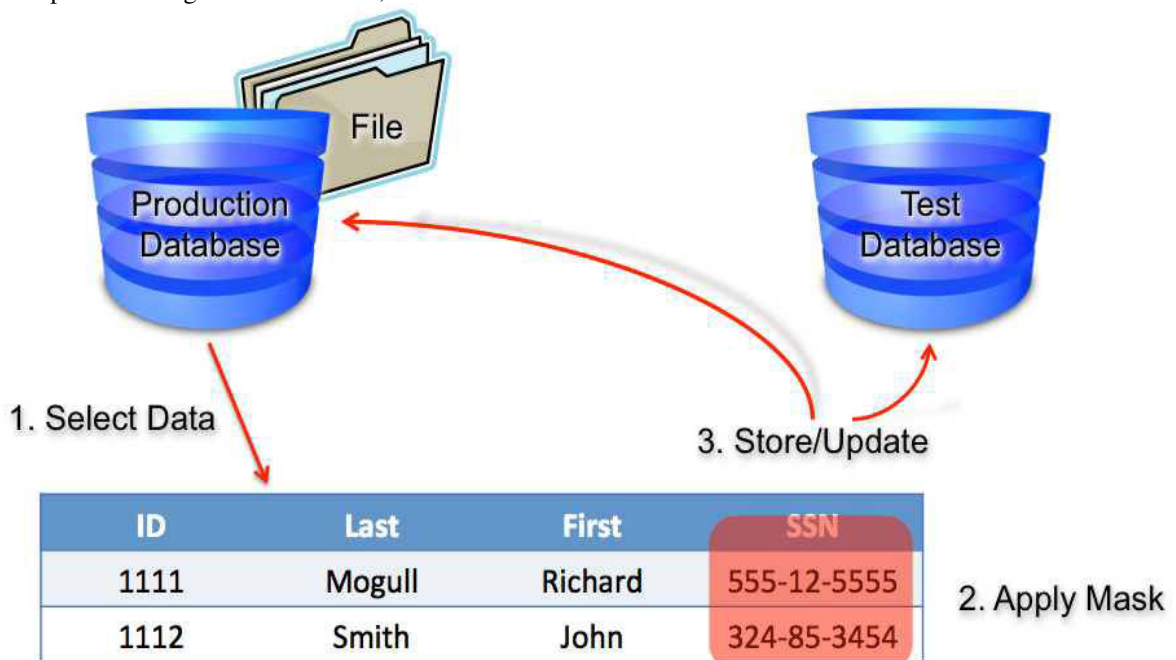 File
Production
Database
Test
Database
1. Select Data
3. Store/Update
ID Last First SSN
1111 Mogull Richard 555-12-5555
2. Apply Mask
1112 Smith John 324-85-3454